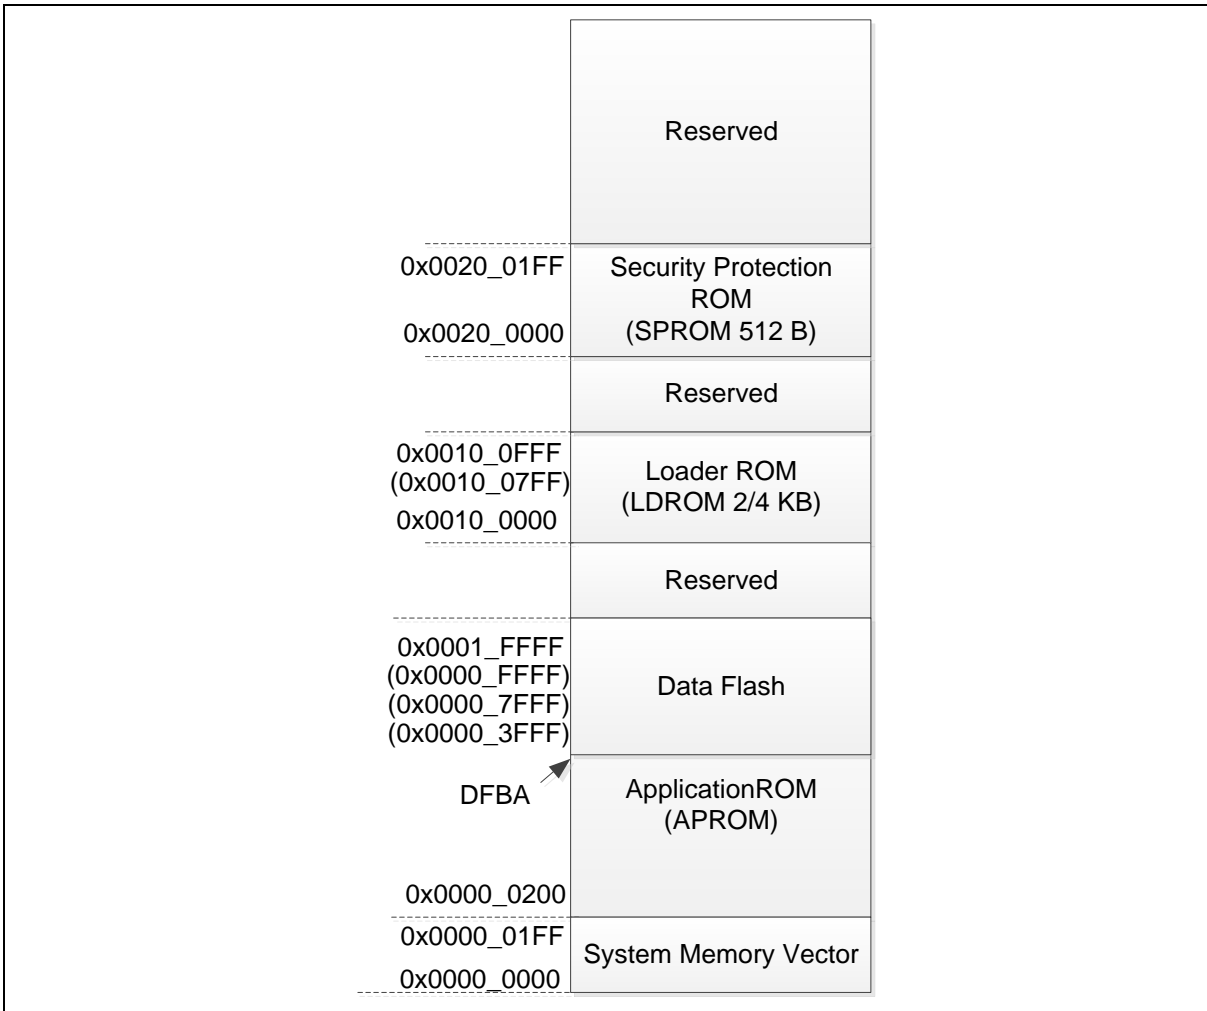 Reserved
0x0020_01FF
Security Protection
ROM
(SPROM 512 B)
0x0020_0000
Reserved
0x0010_0FFF
(0x0010_07FF)
0x0010_0000
Loader ROM
(LDROM 2/4 KB)
Reserved
0x0001_FFFF
(0x0000_FFFF)
(0x0000_7FFF)
(0x0000_3FFF)
Data Flash
DFBA
ApplicationROM
(APROM)
0x0000_0200
0x0000_01FF
System Memory Vector
0x0000_0000